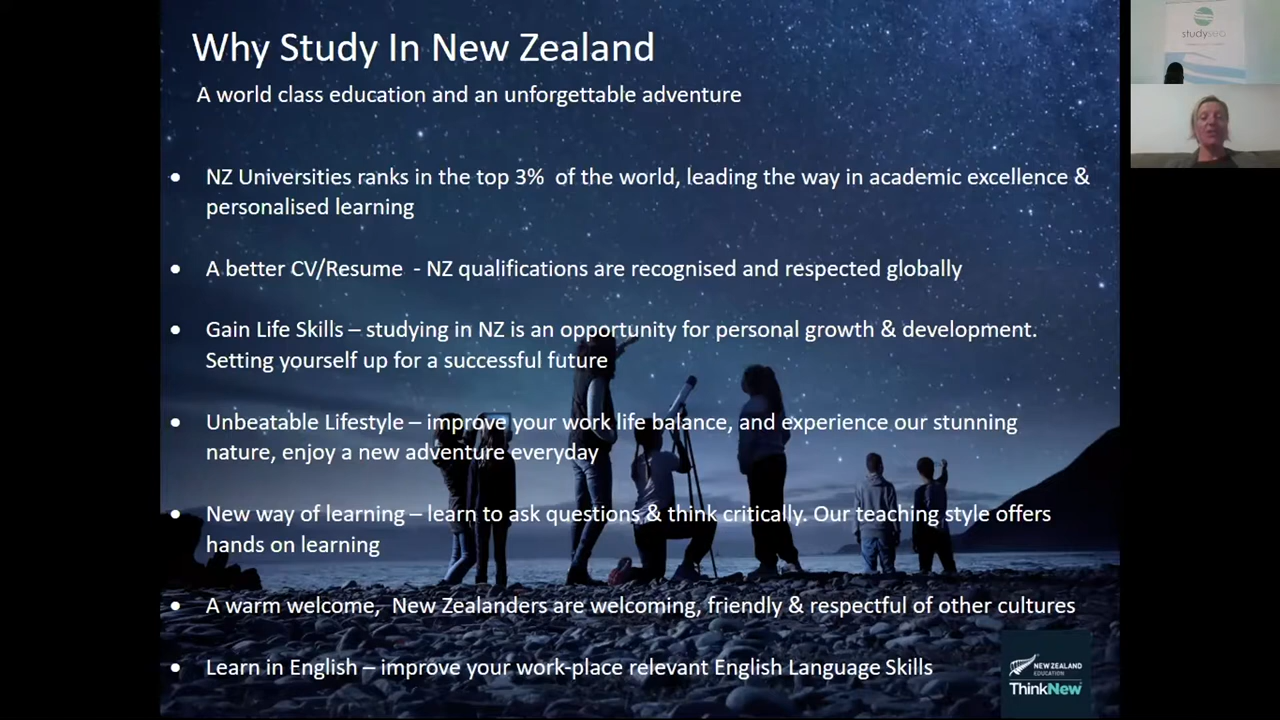 Why Study In New Zealand
A world class education and an unforgettable adventure
• NZ Universities ranks in the top 3% of the world, leading the way in academic excellence &
personalised learning
• A better CV/Resume - NZ qualifications are recognised and respected globally
• Gain Life Skills – studying in NZ is an opportunity for personal growth & development.
Setting yourself up for a successful future
• Unbeatable Lifestyle – improve your work life balance, and experience our stunning
nature, enjoy a new adventure everyday
• New way of learning – learn to ask questions & think critically. Our teaching style offers
hands on learning
• A warm welcome, New Zealanders are welcoming, friendly & respectful of other cultures
• Learn in English – improve your work-place relevant English Language Skills
NEW ZEALAND
EDUCATION
ThinkNew